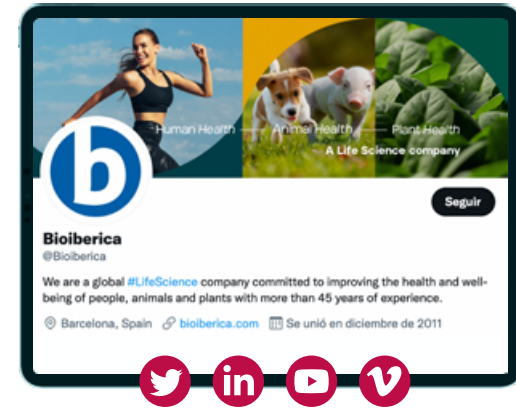 Human Health — Animal Health — Plant Health
A Life Science company
b
Seguir
Bioiberica
@Bioiberica
We are a global #LifeScience company committed to improving the health and well-
being of people, animals and plants with more than 45 years of experience.
Barcelona, Spain bioiberica.com Se unió en diciembre de 2011
in